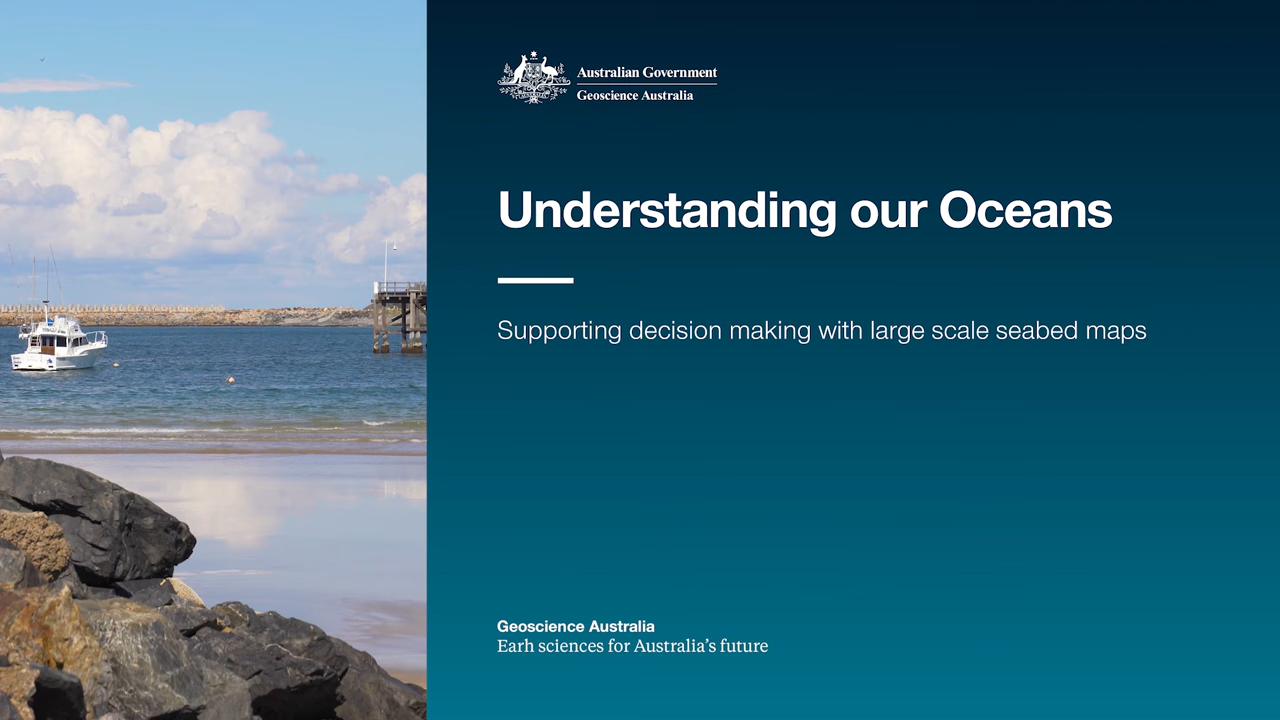 Australian Government
Geoscience Australia
Understanding our Oceans
Supporting decision making with large scale seabed maps
Geoscience Australia
Earh sciences for Australia's future